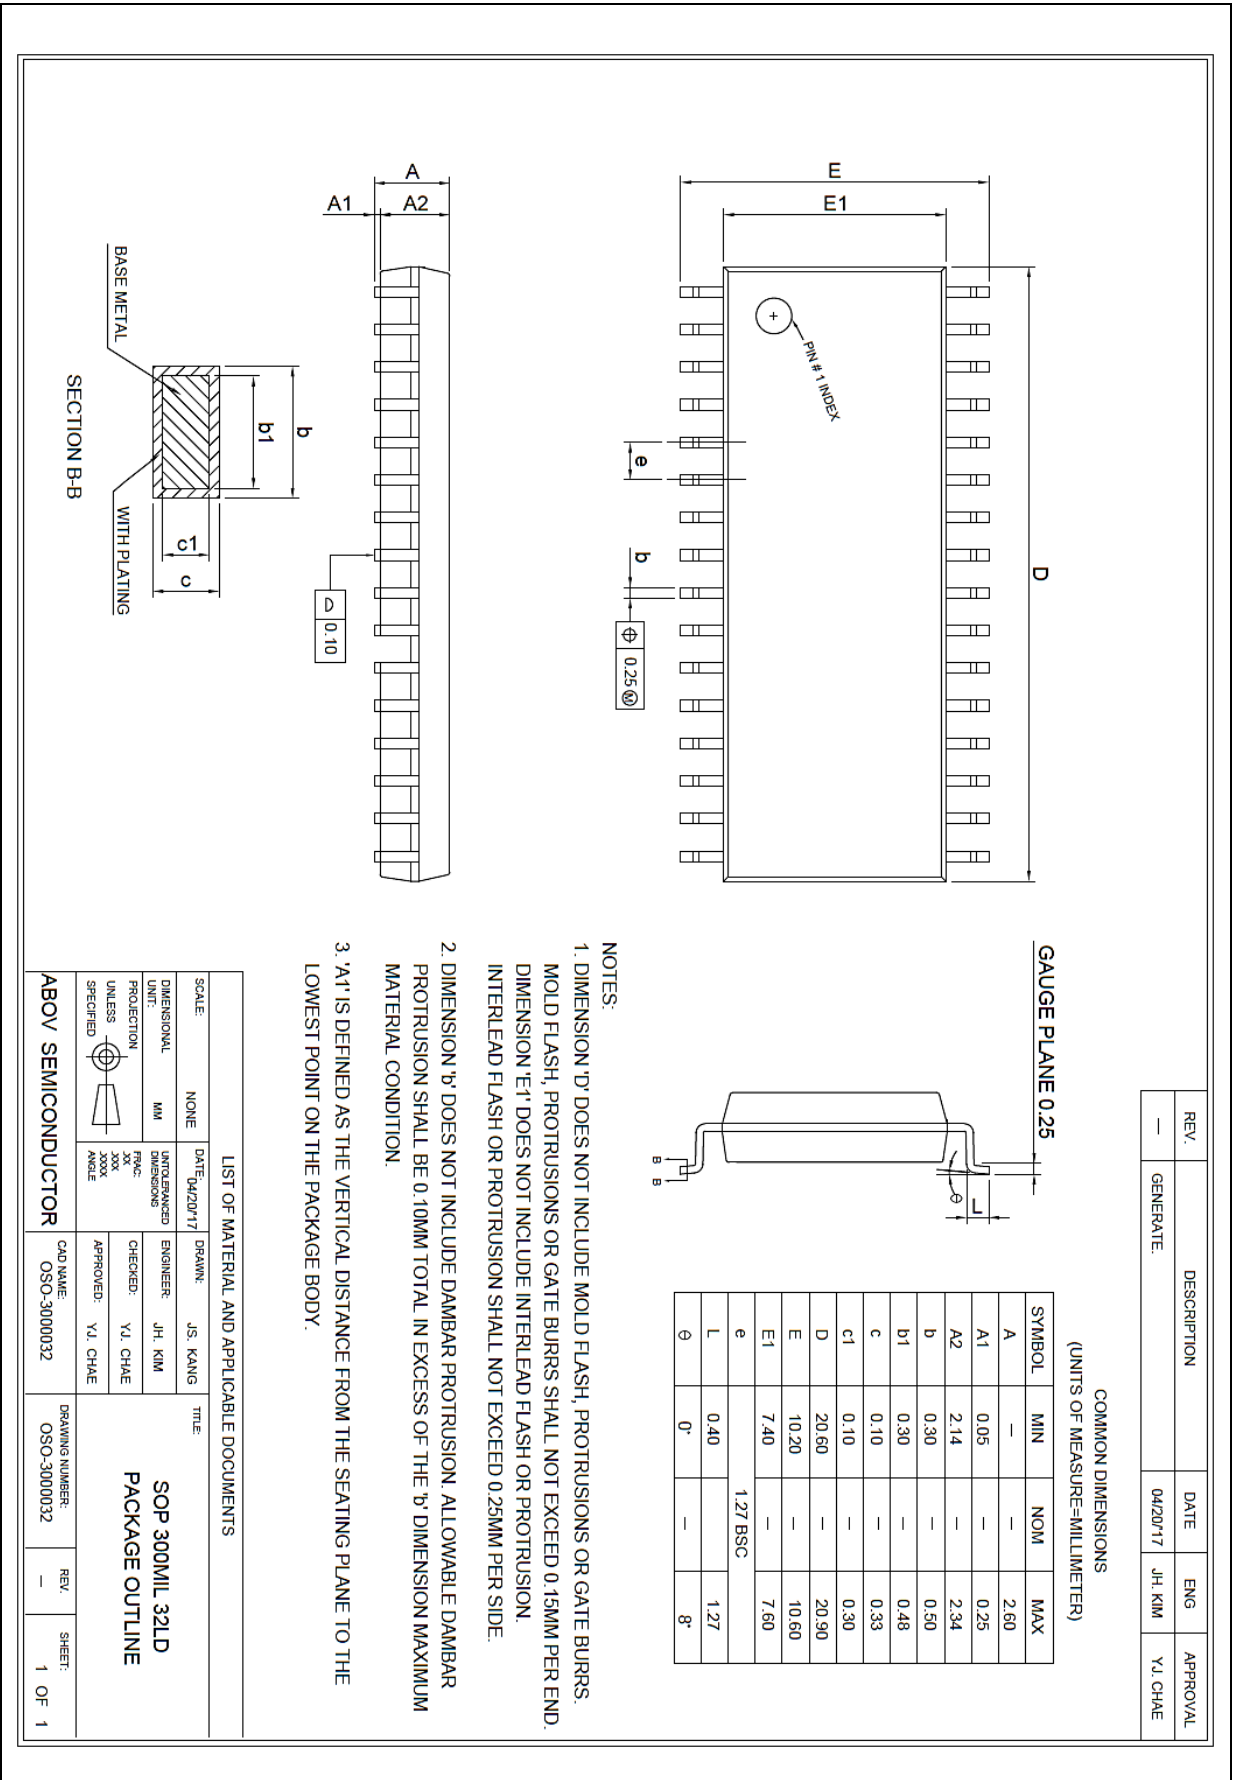 REV.
DESCRIPTION
DATE
ENG
APPROVAL
—
GENERATE.
04/20/'17
JH. KIM
YJ. CHAE
D
E
E1
PIN # 1 INDEX
e
b
0.25 Ⓜ
GAUGE PLANE 0.25
L
θ
B
B
COMMON DIMENSIONS
(UNITS OF MEASURE=MILLIMETER)
SYMBOL MIN NOM MAX
A — — 2.60
A1 0.05 — 0.25
A2 2.14 — 2.34
b 0.30 — 0.50
b1 0.30 — 0.48
c 0.10 — 0.33
c1 0.10 — 0.30
D 20.60 — 20.90
E 10.20 — 10.60
E1 7.40 — 7.60
e 1.27 BSC
L 0.40 — 1.27
θ 0° — 8°
A
A1
A2
0.10
b
b1
c1
c
BASE METAL
WITH PLATING
SECTION B-B
NOTES:
1. DIMENSION 'D' DOES NOT INCLUDE MOLD FLASH, PROTRUSIONS OR GATE BURRS.
MOLD FLASH, PROTRUSIONS OR GATE BURRS SHALL NOT EXCEED 0.15MM PER END.
DIMENSION 'E1' DOES NOT INCLUDE INTERLEAD FLASH OR PROTRUSION.
INTERLEAD FLASH OR PROTRUSION SHALL NOT EXCEED 0.25MM PER SIDE.
2. DIMENSION 'b' DOES NOT INCLUDE DAMBAR PROTRUSION. ALLOWABLE DAMBAR
PROTRUSION SHALL BE 0.10MM TOTAL IN EXCESS OF THE 'b' DIMENSION MAXIMUM
MATERIAL CONDITION.
3. 'A1' IS DEFINED AS THE VERTICAL DISTANCE FROM THE SEATING PLANE TO THE
LOWEST POINT ON THE PACKAGE BODY.
LIST OF MATERIAL AND APPLICABLE DOCUMENTS
SCALE:
NONE
DATE:
04/20/'17
DRAWN:
JS. KANG
TITLE:
SOP 300MIL 32LD
PACKAGE OUTLINE
DIMENSIONAL
UNIT:
MM
UNTOLERANCED
DIMENSIONS
FRAC:
.XX
.XXX
.XXXX
ANGLE
ENGINEER:
JH. KIM
PROJECTION
UNLESS
SPECIFIED
CHECKED:
YJ. CHAE
APPROVED:
YJ. CHAE
ABOV SEMICONDUCTOR
CAD NAME:
OSO-3000032
DRAWING NUMBER:
OSO-3000032
REV.
—
SHEET:
1 OF 1